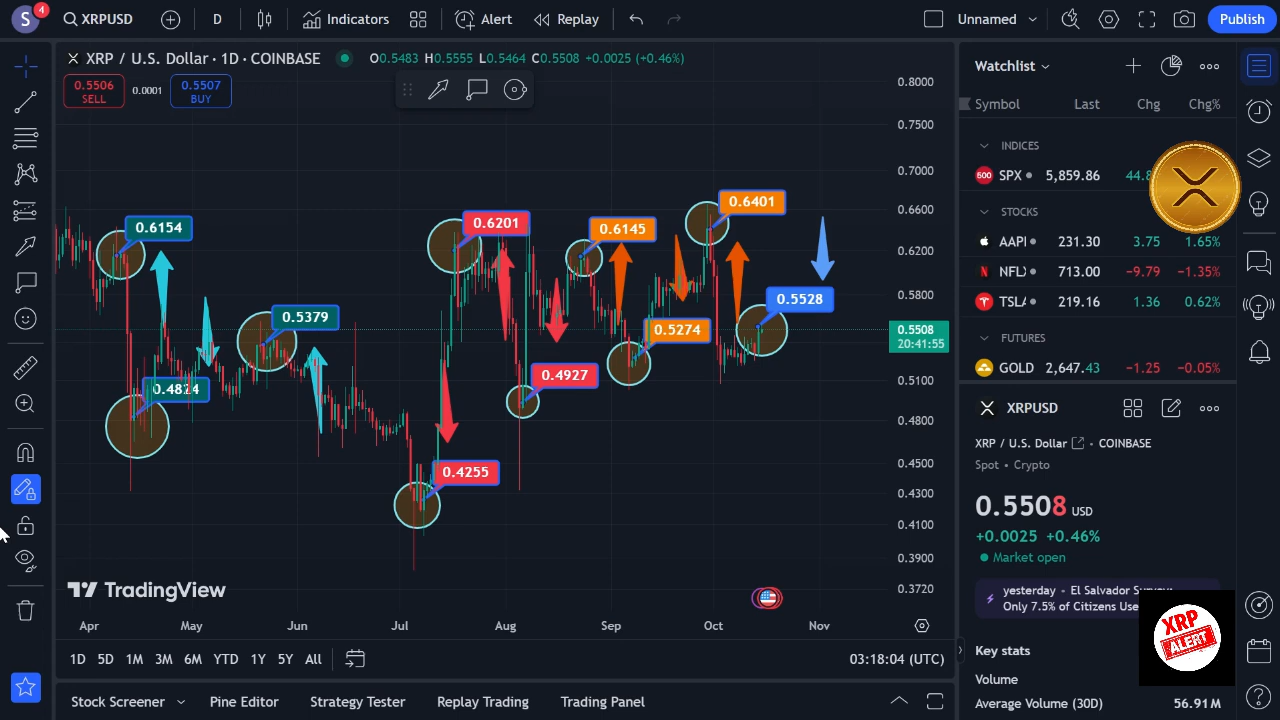 S
4
XRPUSD
D
Indicators
Alert
Replay
Unnamed
Publish
XRP / U.S. Dollar · 1D · COINBASE
O0.5483 H0.5555 L0.5464 C0.5508 +0.0025 (+0.46%)
0.5506
SELL
0.0001
0.5507
BUY
0.8000
0.7500
0.7000
0.6600
0.6200
0.5800
0.5508
20:41:55
0.5100
0.4800
0.4500
0.4300
0.4100
0.3900
0.3720
0.6154
0.4824
0.5379
0.6201
0.4255
0.4927
0.6145
0.5274
0.6401
0.5528
TradingView
Apr May Jun Jul Aug Sep Oct Nov
1D 5D 1M 3M 6M YTD 1Y 5Y All
03:18:04 (UTC)
Stock Screener
Pine Editor
Strategy Tester
Replay Trading
Trading Panel
Watchlist
Symbol Last Chg Chg%
INDICES
500 SPX 5,859.86 44.8
STOCKS
AAPL 231.30 3.75 1.65%
NFLX 713.00 −9.79 −1.35%
TSLA 219.16 1.36 0.62%
FUTURES
GOLD 2,647.43 −1.25 −0.05%
XRPUSD
XRP / U.S. Dollar · COINBASE
Spot · Crypto
0.5508 USD
+0.0025 +0.46%
Market open
yesterday - El Salvador Survey:
Only 7.5% of Citizens Use
XRP
ALERT
Key stats
Volume
Average Volume (30D) 56.91M